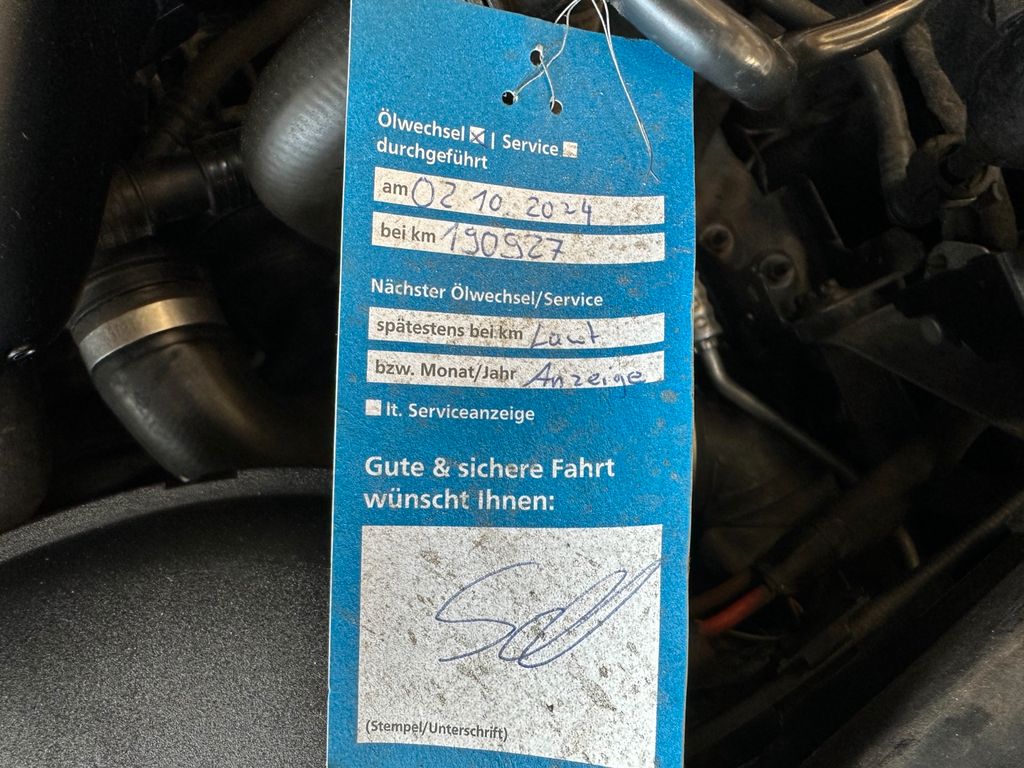 Ölwechsel ☒ | Service ☐
durchgeführt
am 02 10. 2024
bei km 190927
Nächster Ölwechsel/Service
spätestens bei km Laut
bzw. Monat/Jahr Anzeige
☐ lt. Serviceanzeige
Gute & sichere Fahrt
wünscht Ihnen:
(Stempel/Unterschrift)